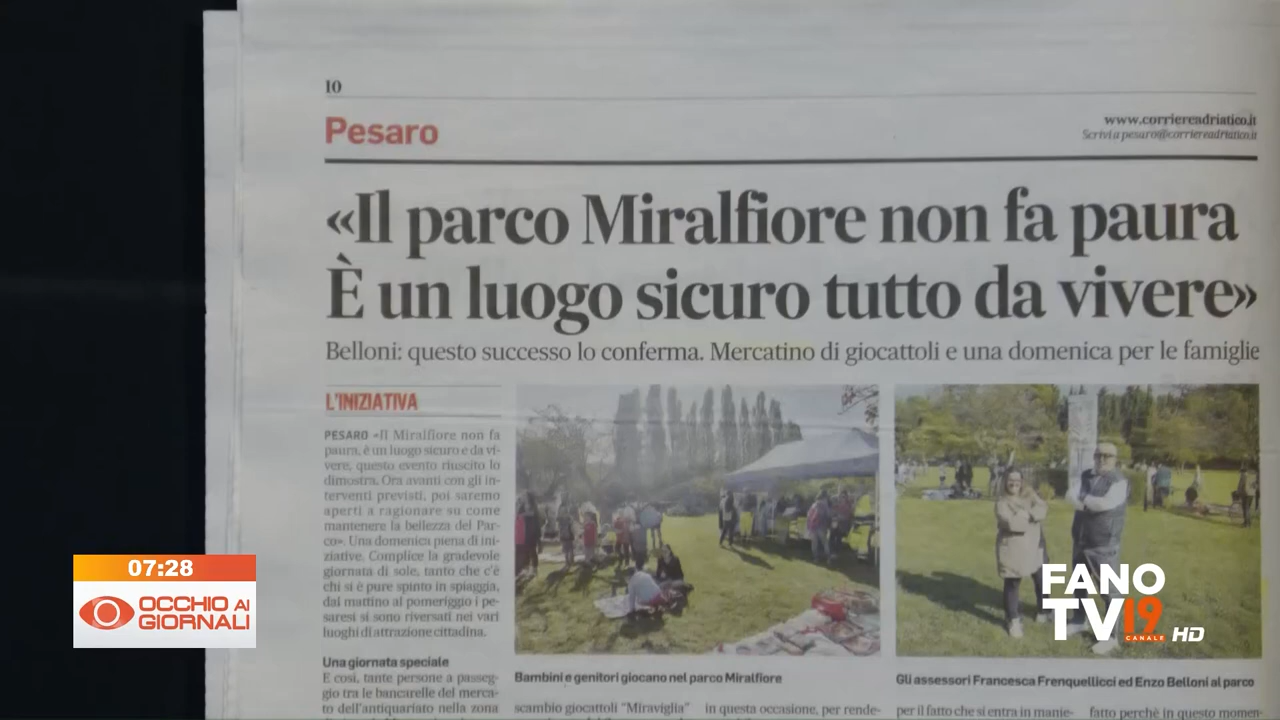 10
Pesaro
www.corriereadriatico.it
Scrivi a pesaro@corriereadriatico.it
«Il parco Miralfiore non fa paura
È un luogo sicuro tutto da vivere»
Belloni: questo successo lo conferma. Mercatino di giocattoli e una domenica per le famiglie
L'INIZIATIVA
PESARO «Il Miralfiore non fa
paura, è un luogo sicuro e da vi-
vere, questo evento riuscito lo
dimostra. Ora avanti con gli in-
terventi previsti, poi saremo
aperti a ragionare su come
mantenere la bellezza del Par-
co». Una domenica piena di ini-
ziative. Complice la gradevole
giornata di sole, tanto che c'è
chi si è pure spinto in spiaggia,
dal mattino al pomeriggio i pe-
saresi si sono riversati nei vari
luoghi di attrazione cittadina.
Una giornata speciale
E così, tante persone a passeg-
gio tra le bancarelle del merca-
to dell'antiquariato nella zona
Bambini e genitori giocano nel parco Miralfiore
Gli assessori Francesca Frenquellucci ed Enzo Belloni al parco
scambio giocattoli "Miraviglia"
in questa occasione, per rende-
per il fatto che si entra in manie-
fatto perchè in questo momen-
07:28
OCCHIO AI
GIORNALI
FANO
TV19
CANALE
HD